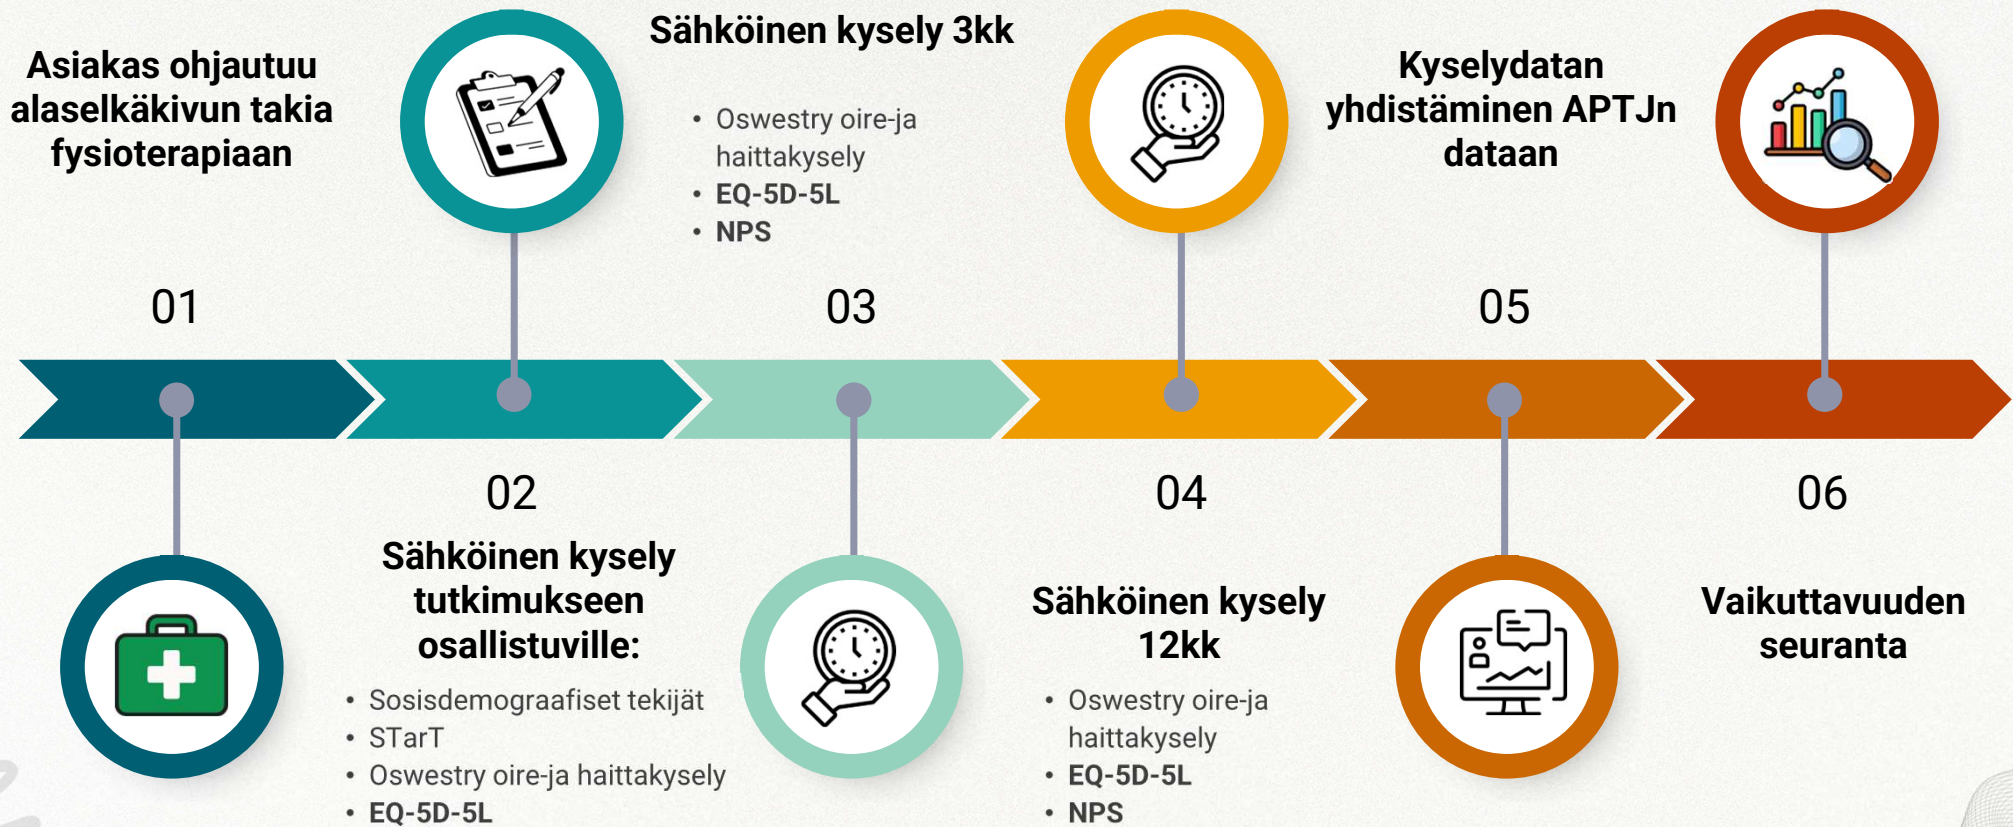 Asiakas ohjautuu
alaselkäkivun takia
fysioterapiaan
01
02
Sähköinen kysely
tutkimukseen
osallistuville:
• Sosisdemograafiset tekijät
• STarT
• Oswestry oire-ja haittakysely
• EQ-5D-5L
Sähköinen kysely 3kk
• Oswestry oire-ja
haittakysely
• EQ-5D-5L
• NPS
03
04
Sähköinen kysely
12kk
• Oswestry oire-ja
haittakysely
• EQ-5D-5L
• NPS
Kyselydatan
yhdistäminen APTJn
dataan
05
06
Vaikuttavuuden
seuranta